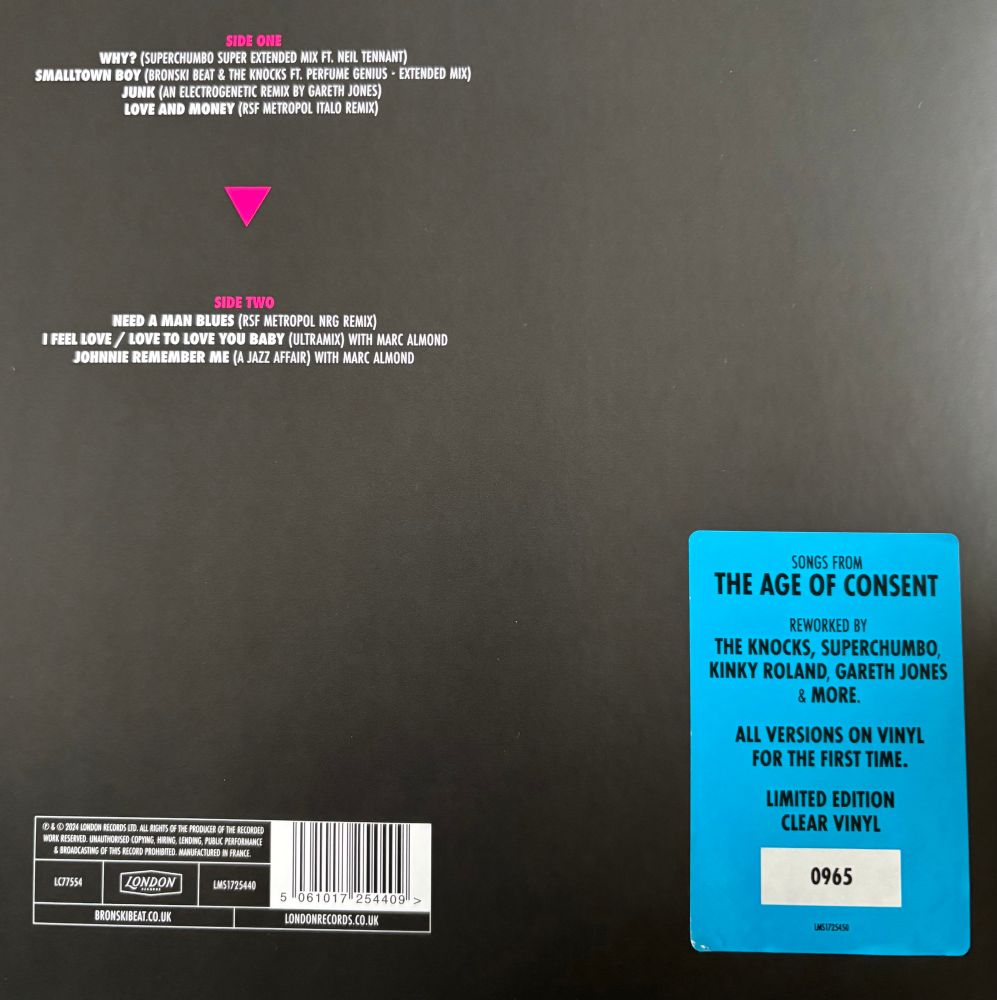 SIDE ONE
WHY? (SUPERCHUMBO SUPER EXTENDED MIX FT. NEIL TENNANT)
SMALLTOWN BOY (BRONSKI BEAT & THE KNOCKS FT. PERFUME GENIUS - EXTENDED MIX)
JUNK (AN ELECTROGENETIC REMIX BY GARETH JONES)
LOVE AND MONEY (RSF METROPOL ITALO REMIX)
SIDE TWO
NEED A MAN BLUES (RSF METROPOL NRG REMIX)
I FEEL LOVE / LOVE TO LOVE YOU BABY (ULTRAMIX) WITH MARC ALMOND
JOHNNIE REMEMBER ME (A JAZZ AFFAIR) WITH MARC ALMOND
SONGS FROM
THE AGE OF CONSENT
REWORKED BY
THE KNOCKS, SUPERCHUMBO,
KINKY ROLAND, GARETH JONES
& MORE.
ALL VERSIONS ON VINYL
FOR THE FIRST TIME.
LIMITED EDITION
CLEAR VINYL
0965
LMS1725450
℗ & © 2024 LONDON RECORDS LTD. ALL RIGHTS OF THE PRODUCER OF THE RECORDED
WORK RESERVED. UNAUTHORISED COPYING, HIRING, LENDING, PUBLIC PERFORMANCE
& BROADCASTING OF THIS RECORD PROHIBITED. MANUFACTURED IN FRANCE.
LC77554
LONDON
RECORDS
LMS1725440
5 061017 254409 >
BRONSKIBEAT.CO.UK
LONDONRECORDS.CO.UK